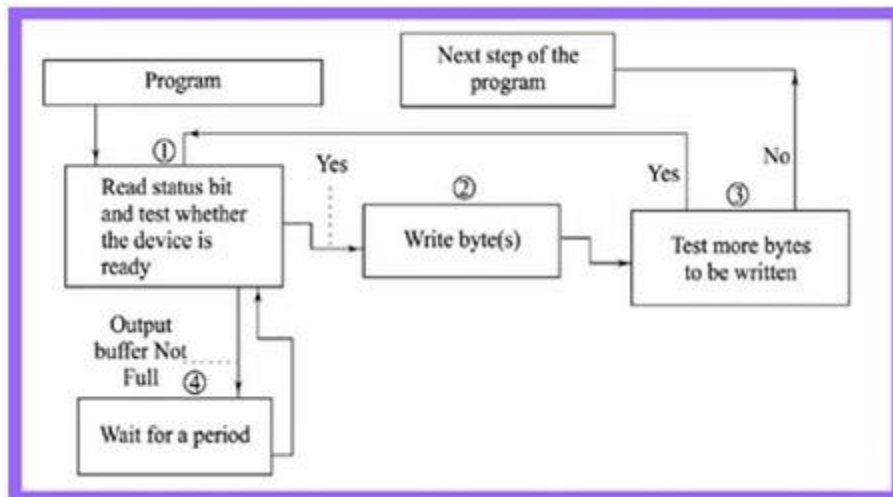 Program
Next step of the
program
①
Read status bit
and test whether
the device is
ready
Yes
②
Write byte(s)
Yes
No
③
Test more bytes
to be written
Output
buffer Not
Full
④
Wait for a period